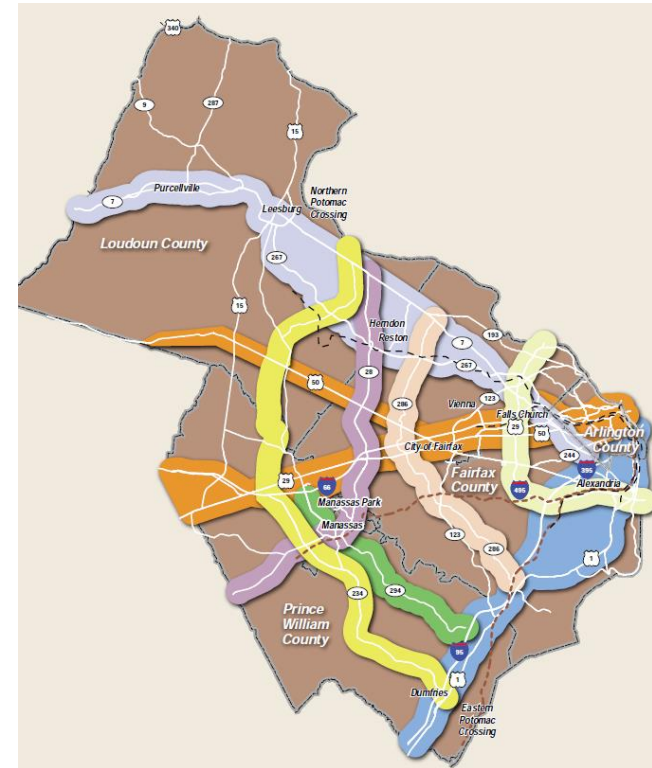 340
9
287
15
Northern
Potomac
Crossing
Purcellville
7
Leesburg
Loudoun County
267
15
Herndon
Reston
193
7
28
267
50
286
123
Vienna
Falls Church
29
50
Arlington
County
City of Fairfax
244
395
Fairfax
County
29
66
495
Alexandria
Manassas Park
Manassas
123
286
1
294
234
Prince
William
County
95
1
Dumfries
Eastern
Potomac
Crossing